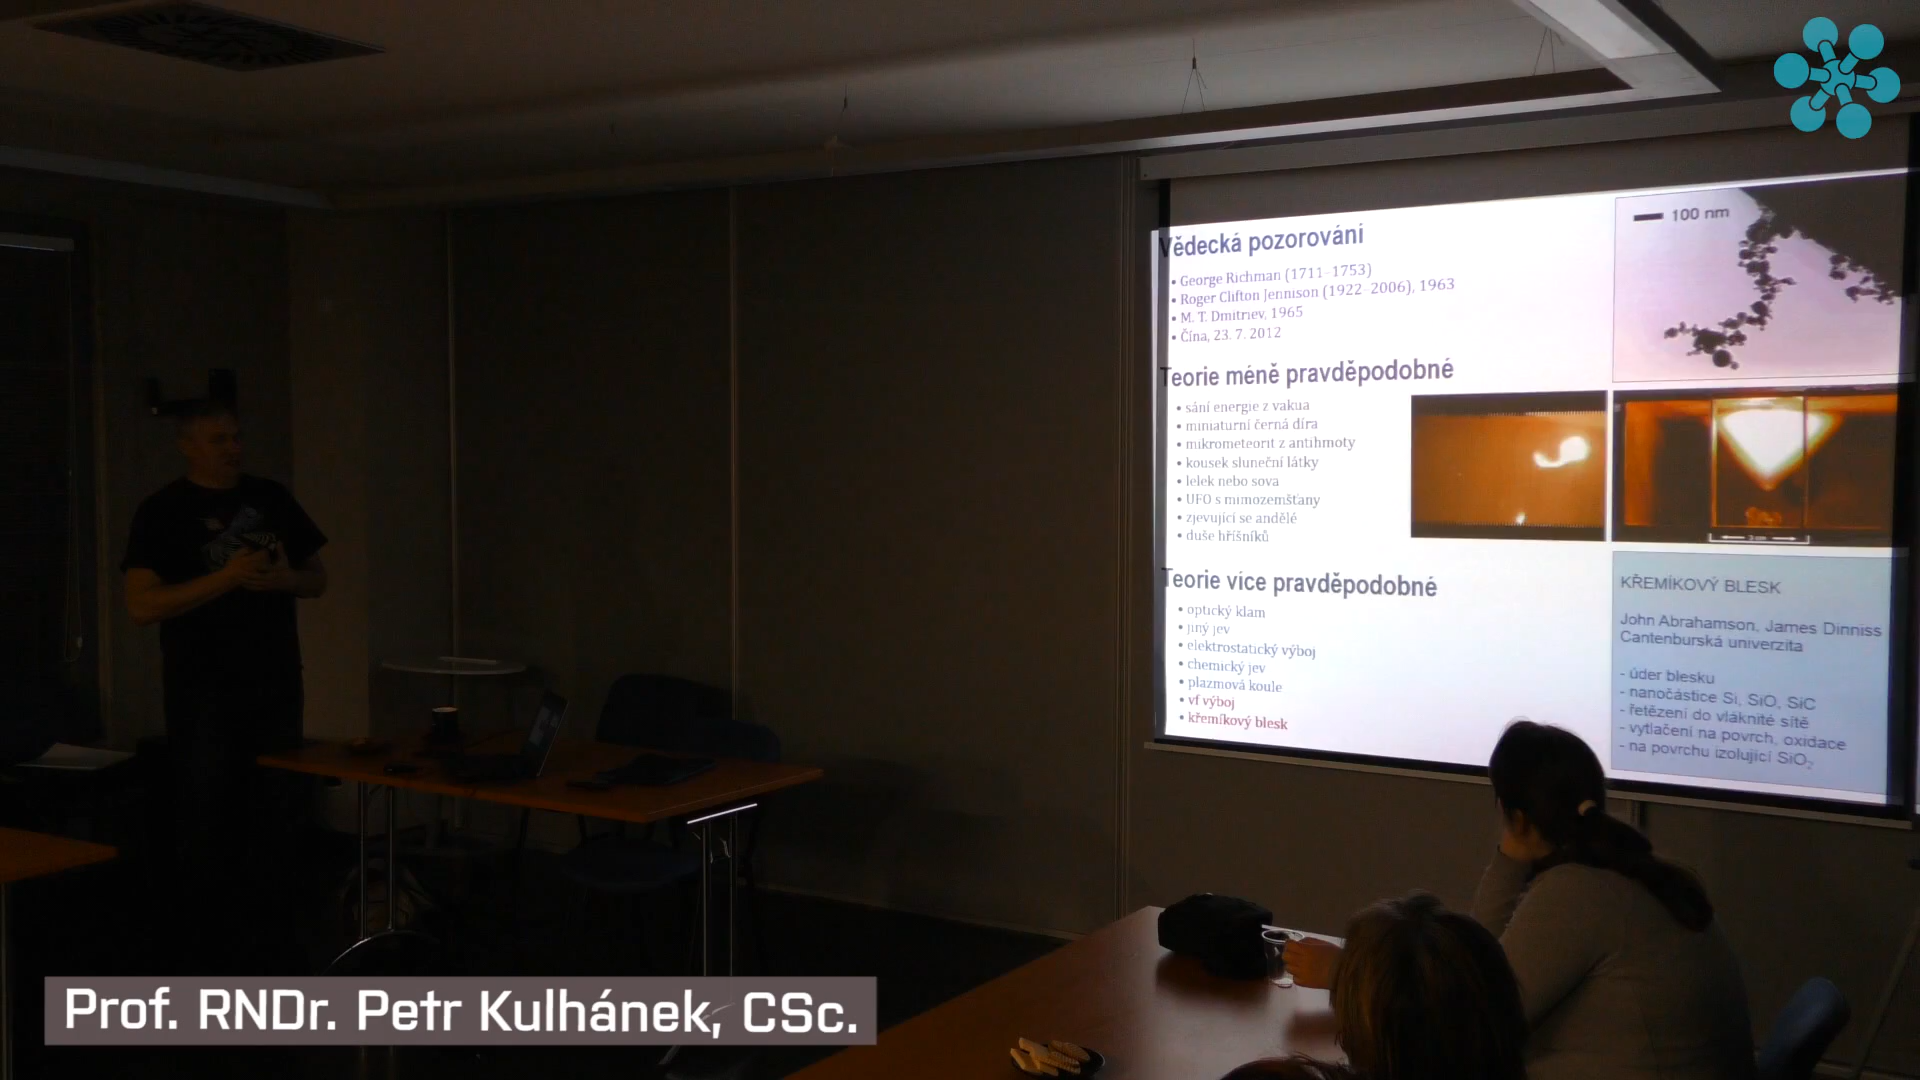 Vědecká pozorování
• George Richman (1711–1753)
• Roger Clifton Jennison (1922–2006), 1963
• M. T. Dmitriev, 1965
• Čína, 23. 7. 2012
Teorie méně pravděpodobné
• sání energie z vakua
• miniaturní černá díra
• mikrometeorit z antihmoty
• kousek sluneční látky
• lelek nebo sova
• UFO s mimozemšťany
• zjevující se andělé
• duše hříšníků
Teorie více pravděpodobné
• optický klam
• jiný jev
• elektrostatický výboj
• chemický jev
• plazmová koule
• vf výboj
• křemíkový blesk
100 nm
3 cm
KŘEMÍKOVÝ BLESK
John Abrahamson, James Dinniss
Cantenburská univerzita
- úder blesku
- nanočástice Si, SiO, SiC
- řetězení do vláknité sítě
- vytlačení na povrch, oxidace
- na povrchu izolující SiO₂
Prof. RNDr. Petr Kulhánek, CSc.